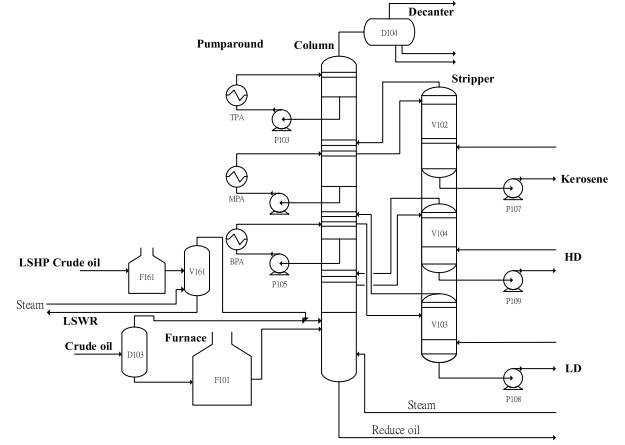 Decanter
D104
Pumparound
Column
Stripper
TPA
P103
V102
Kerosene
P107
MPA
V104
BPA
P105
HD
P109
LSHP Crude oil
F161
V161
Steam
LSWR
V103
Crude oil
D103
Furnace
F101
LD
P108
Steam
Reduce oil